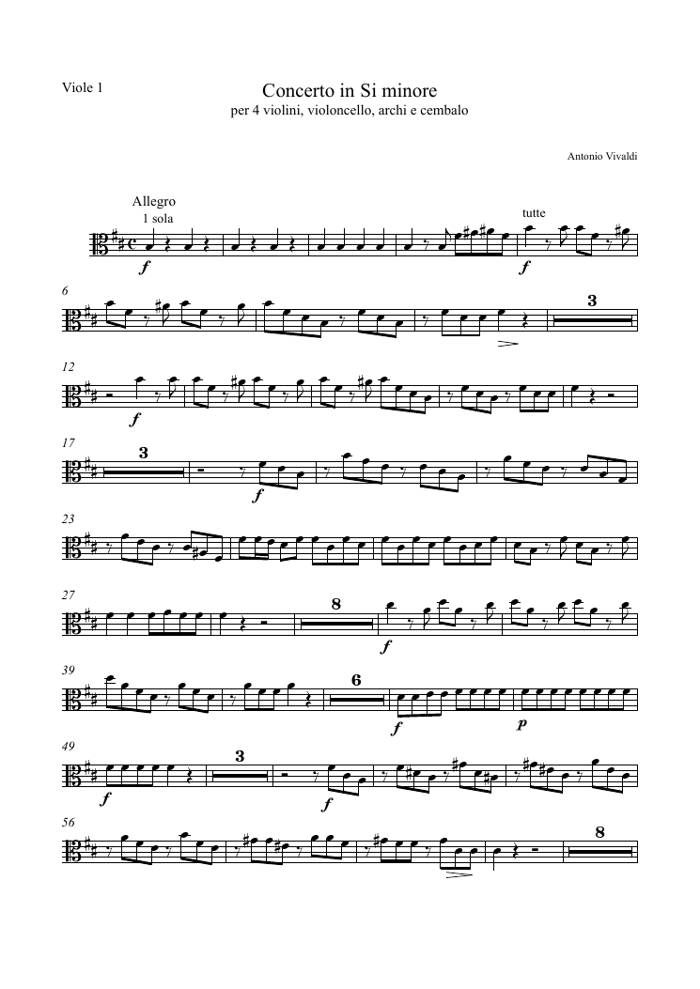 Viole 1
Concerto in Si minore
per 4 violini, violoncello, archi e cembalo
Antonio Vivaldi
Allegro
1 sola
tutte
f
f
6
3
12
f
17
3
f
23
27
8
f
39
6
f
p
49
3
f
f
56
8